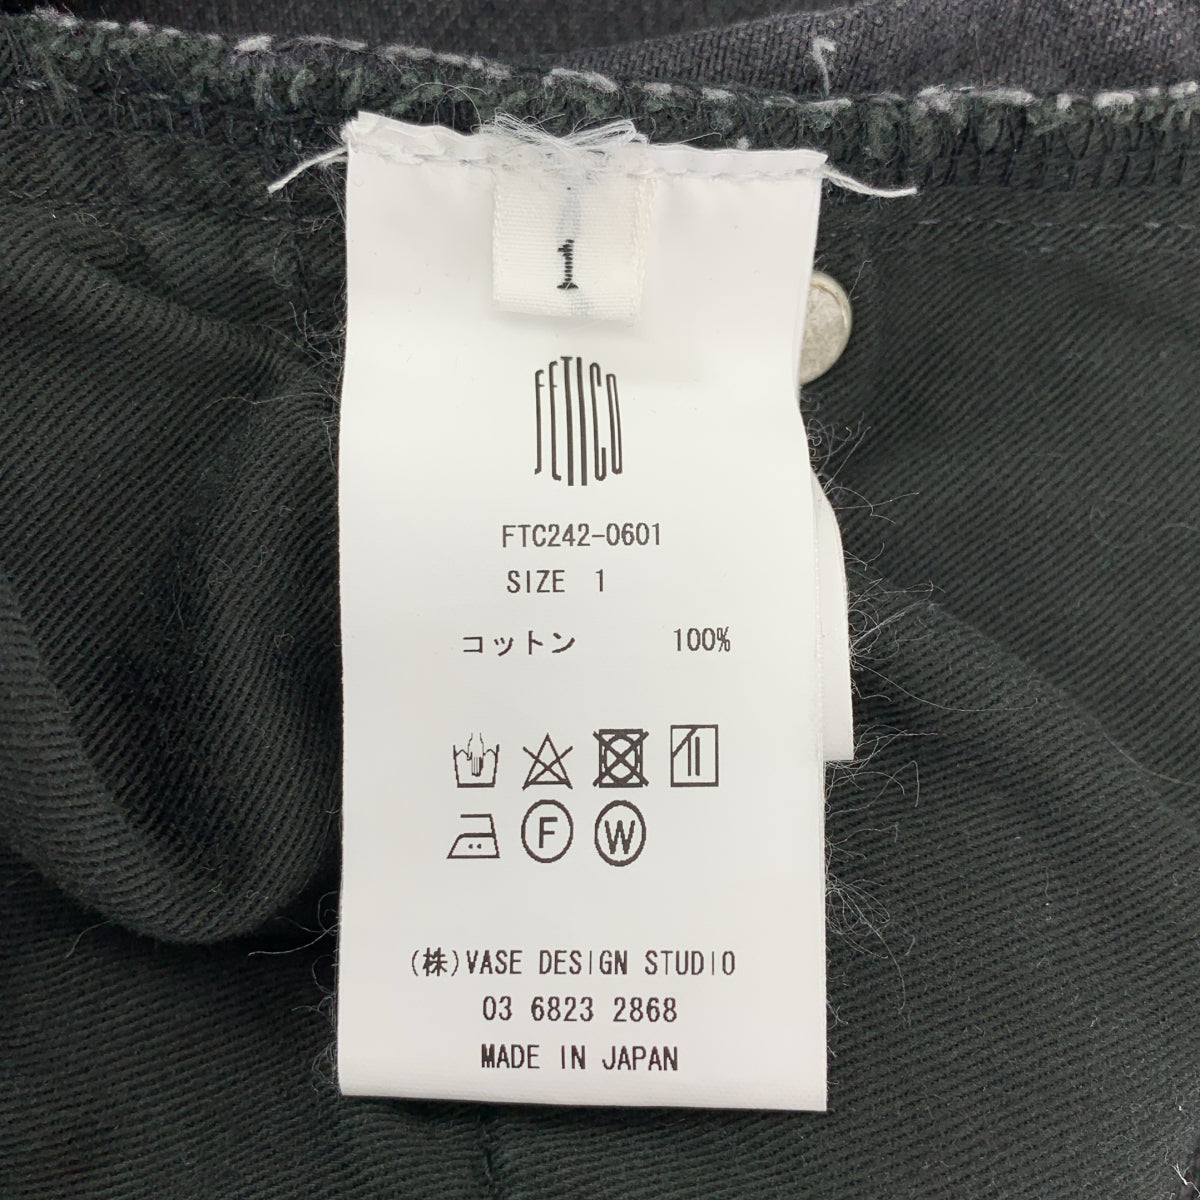 1
FETICO
FTC242-0601
SIZE 1
コットン 100%
F W
(株)VASE DESIGN STUDIO
03 6823 2868
MADE IN JAPAN